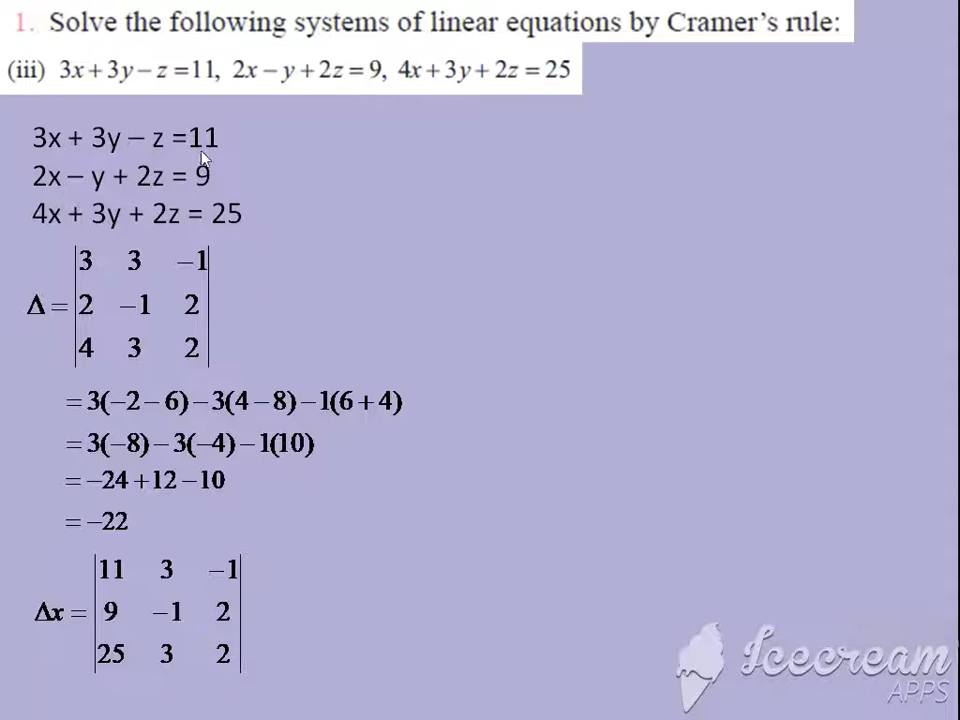 1. Solve the following systems of linear equations by Cramer's rule:
(iii) 3x + 3y − z = 11, 2x − y + 2z = 9, 4x + 3y + 2z = 25
3x + 3y − z =11
2x − y + 2z = 9
4x + 3y + 2z = 25
3 3 −1
Δ = 2 −1 2
4 3 2
= 3(−2 − 6) − 3(4 − 8) − 1(6 + 4)
= 3(−8) − 3(−4) − 1(10)
= −24 + 12 − 10
= −22
11 3 −1
Δx = 9 −1 2
25 3 2
Icecream
APPS